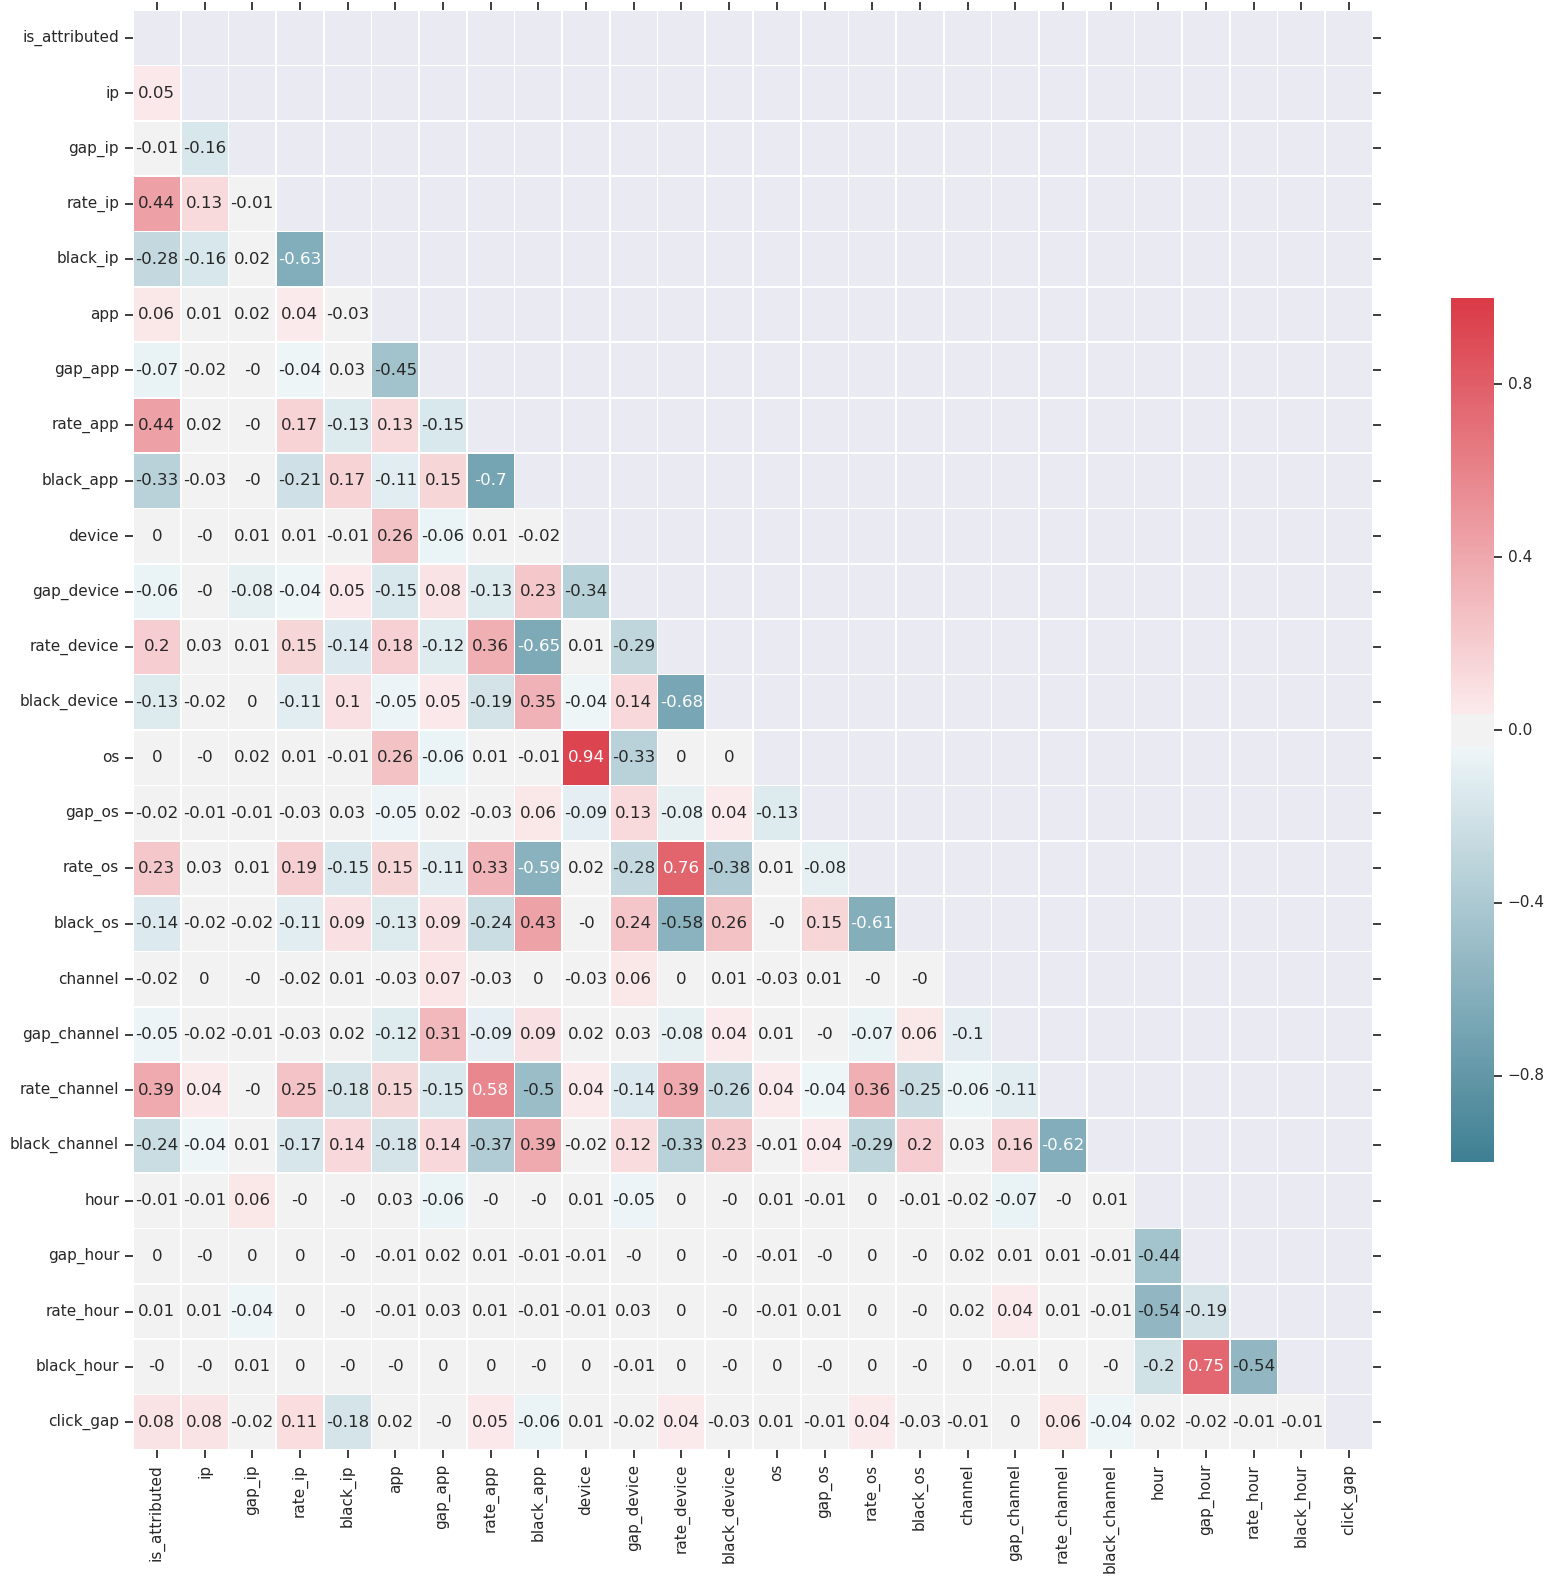 is_attributed
ip 0.05
gap_ip -0.01 -0.16
rate_ip 0.44 0.13 -0.01
black_ip -0.28 -0.16 0.02 -0.63
app 0.06 0.01 0.02 0.04 -0.03
gap_app -0.07 -0.02 -0 -0.04 0.03 -0.45
rate_app 0.44 0.02 -0 0.17 -0.13 0.13 -0.15
black_app -0.33 -0.03 -0 -0.21 0.17 -0.11 0.15 -0.7
device 0 -0 0.01 0.01 -0.01 0.26 -0.06 0.01 -0.02
gap_device -0.06 -0 -0.08 -0.04 0.05 -0.15 0.08 -0.13 0.23 -0.34
rate_device 0.2 0.03 0.01 0.15 -0.14 0.18 -0.12 0.36 -0.65 0.01 -0.29
black_device -0.13 -0.02 0 -0.11 0.1 -0.05 0.05 -0.19 0.35 -0.04 0.14 -0.68
os 0 -0 0.02 0.01 -0.01 0.26 -0.06 0.01 -0.01 0.94 -0.33 0 0
gap_os -0.02 -0.01 -0.01 -0.03 0.03 -0.05 0.02 -0.03 0.06 -0.09 0.13 -0.08 0.04 -0.13
rate_os 0.23 0.03 0.01 0.19 -0.15 0.15 -0.11 0.33 -0.59 0.02 -0.28 0.76 -0.38 0.01 -0.08
black_os -0.14 -0.02 -0.02 -0.11 0.09 -0.13 0.09 -0.24 0.43 -0 0.24 -0.58 0.26 -0 0.15 -0.61
channel -0.02 0 -0 -0.02 0.01 -0.03 0.07 -0.03 0 -0.03 0.06 0 0.01 -0.03 0.01 -0 -0
gap_channel -0.05 -0.02 -0.01 -0.03 0.02 -0.12 0.31 -0.09 0.09 0.02 0.03 -0.08 0.04 0.01 -0 -0.07 0.06 -0.1
rate_channel 0.39 0.04 -0 0.25 -0.18 0.15 -0.15 0.58 -0.5 0.04 -0.14 0.39 -0.26 0.04 -0.04 0.36 -0.25 -0.06 -0.11
black_channel -0.24 -0.04 0.01 -0.17 0.14 -0.18 0.14 -0.37 0.39 -0.02 0.12 -0.33 0.23 -0.01 0.04 -0.29 0.2 0.03 0.16 -0.62
hour -0.01 -0.01 0.06 -0 -0 0.03 -0.06 -0 -0 0.01 -0.05 0 -0 0.01 -0.01 0 -0.01 -0.02 -0.07 -0 0.01
gap_hour 0 -0 0 0 -0 -0.01 0.02 0.01 -0.01 -0.01 -0 0 -0 -0.01 -0 0 -0 0.02 0.01 0.01 -0.01 -0.44
rate_hour 0.01 0.01 -0.04 0 -0 -0.01 0.03 0.01 -0.01 -0.01 0.03 0 -0 -0.01 0.01 0 -0 0.02 0.04 0.01 -0.01 -0.54 -0.19
black_hour -0 -0 0.01 0 -0 -0 0 0 -0 0 -0.01 0 -0 0 -0 0 -0 0 -0.01 0 -0 -0.2 0.75 -0.54
click_gap 0.08 0.08 -0.02 0.11 -0.18 0.02 -0 0.05 -0.06 0.01 -0.02 0.04 -0.03 0.01 -0.01 0.04 -0.03 -0.01 0 0.06 -0.04 0.02 -0.02 -0.01 -0.01
is_attributed
ip
gap_ip
rate_ip
black_ip
app
gap_app
rate_app
black_app
device
gap_device
rate_device
black_device
os
gap_os
rate_os
black_os
channel
gap_channel
rate_channel
black_channel
hour
gap_hour
rate_hour
black_hour
click_gap
0.8
0.4
0.0
−0.4
−0.8